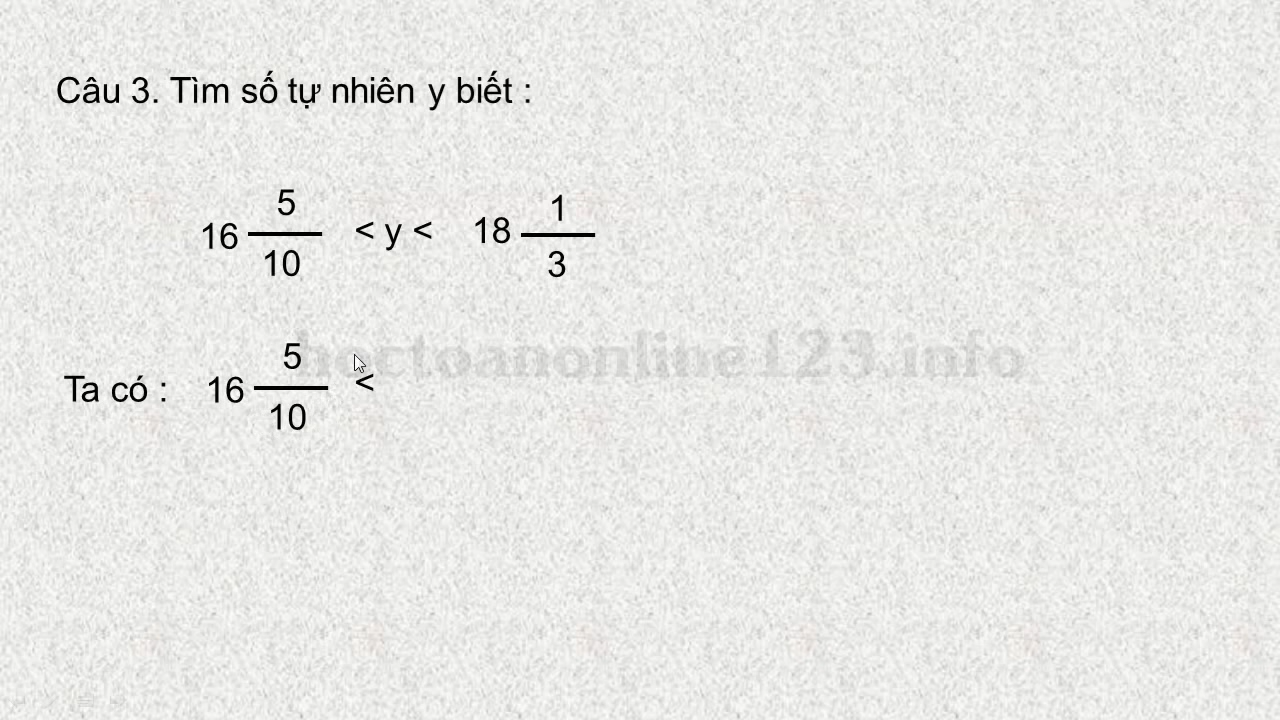 Câu 3. Tìm số tự nhiên y biết :
16 5/10 < y < 18 1/3
hoctoanonline123.info
Ta có : 16 5/10 <